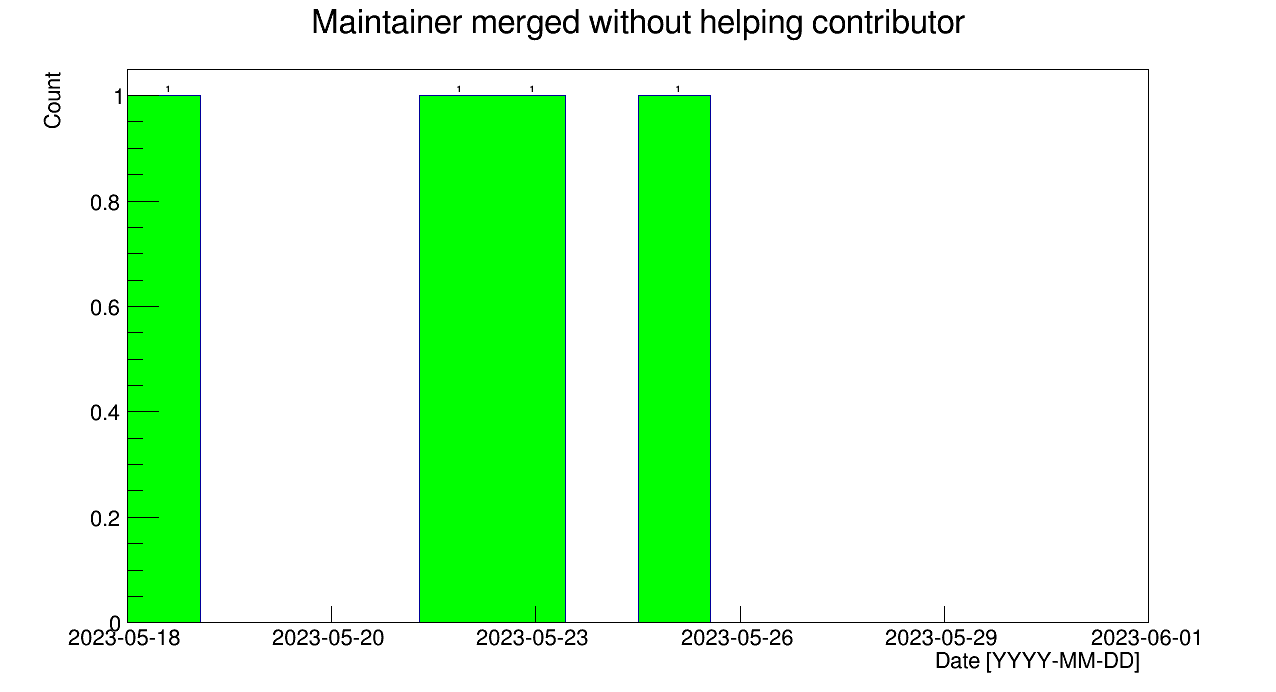 Maintainer merged without helping contributor
Count
1 1 1 1
1
0.8
0.6
0.4
0.2
0
2023-05-18 2023-05-20 2023-05-23 2023-05-26 2023-05-29 2023-06-01
Date [YYYY-MM-DD]